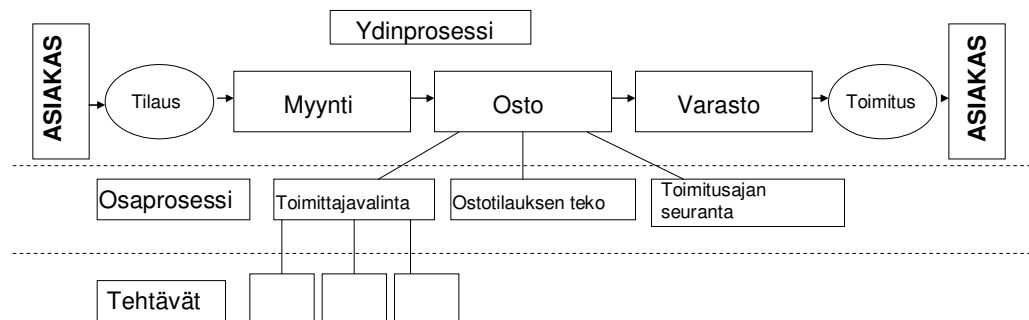 Ydinprosessi
ASIAKAS
Tilaus
Myynti
Osto
Varasto
Toimitus
ASIAKAS
Osaprosessi
Toimittajavalinta
Ostotilauksen teko
Toimitusajan
seuranta
Tehtävät